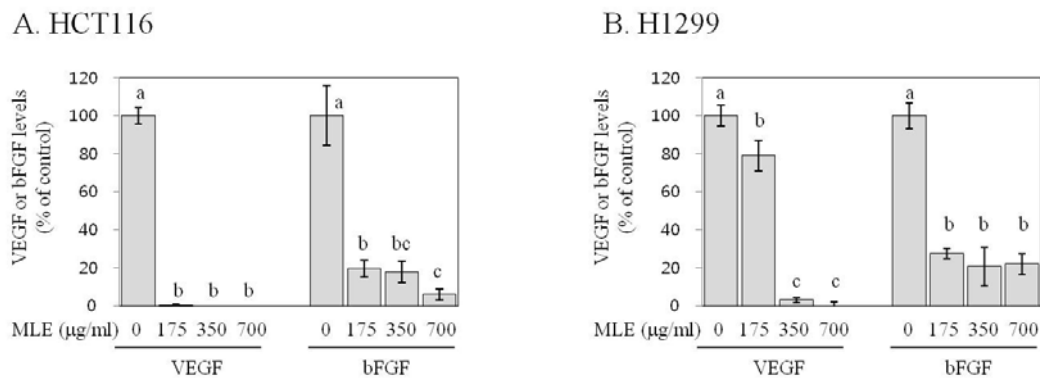 A. HCT116
VEGF or bFGF levels
(% of control)
120
100
80
60
40
20
0
a
b
b
b
a
b
bc
c
MLE (μg/ml) 0 175 350 700 0 175 350 700
VEGF bFGF
B. H1299
VEGF or bFGF levels
(% of control)
120
100
80
60
40
20
0
a
b
c
c
a
b
b
b
MLE (μg/ml) 0 175 350 700 0 175 350 700
VEGF bFGF